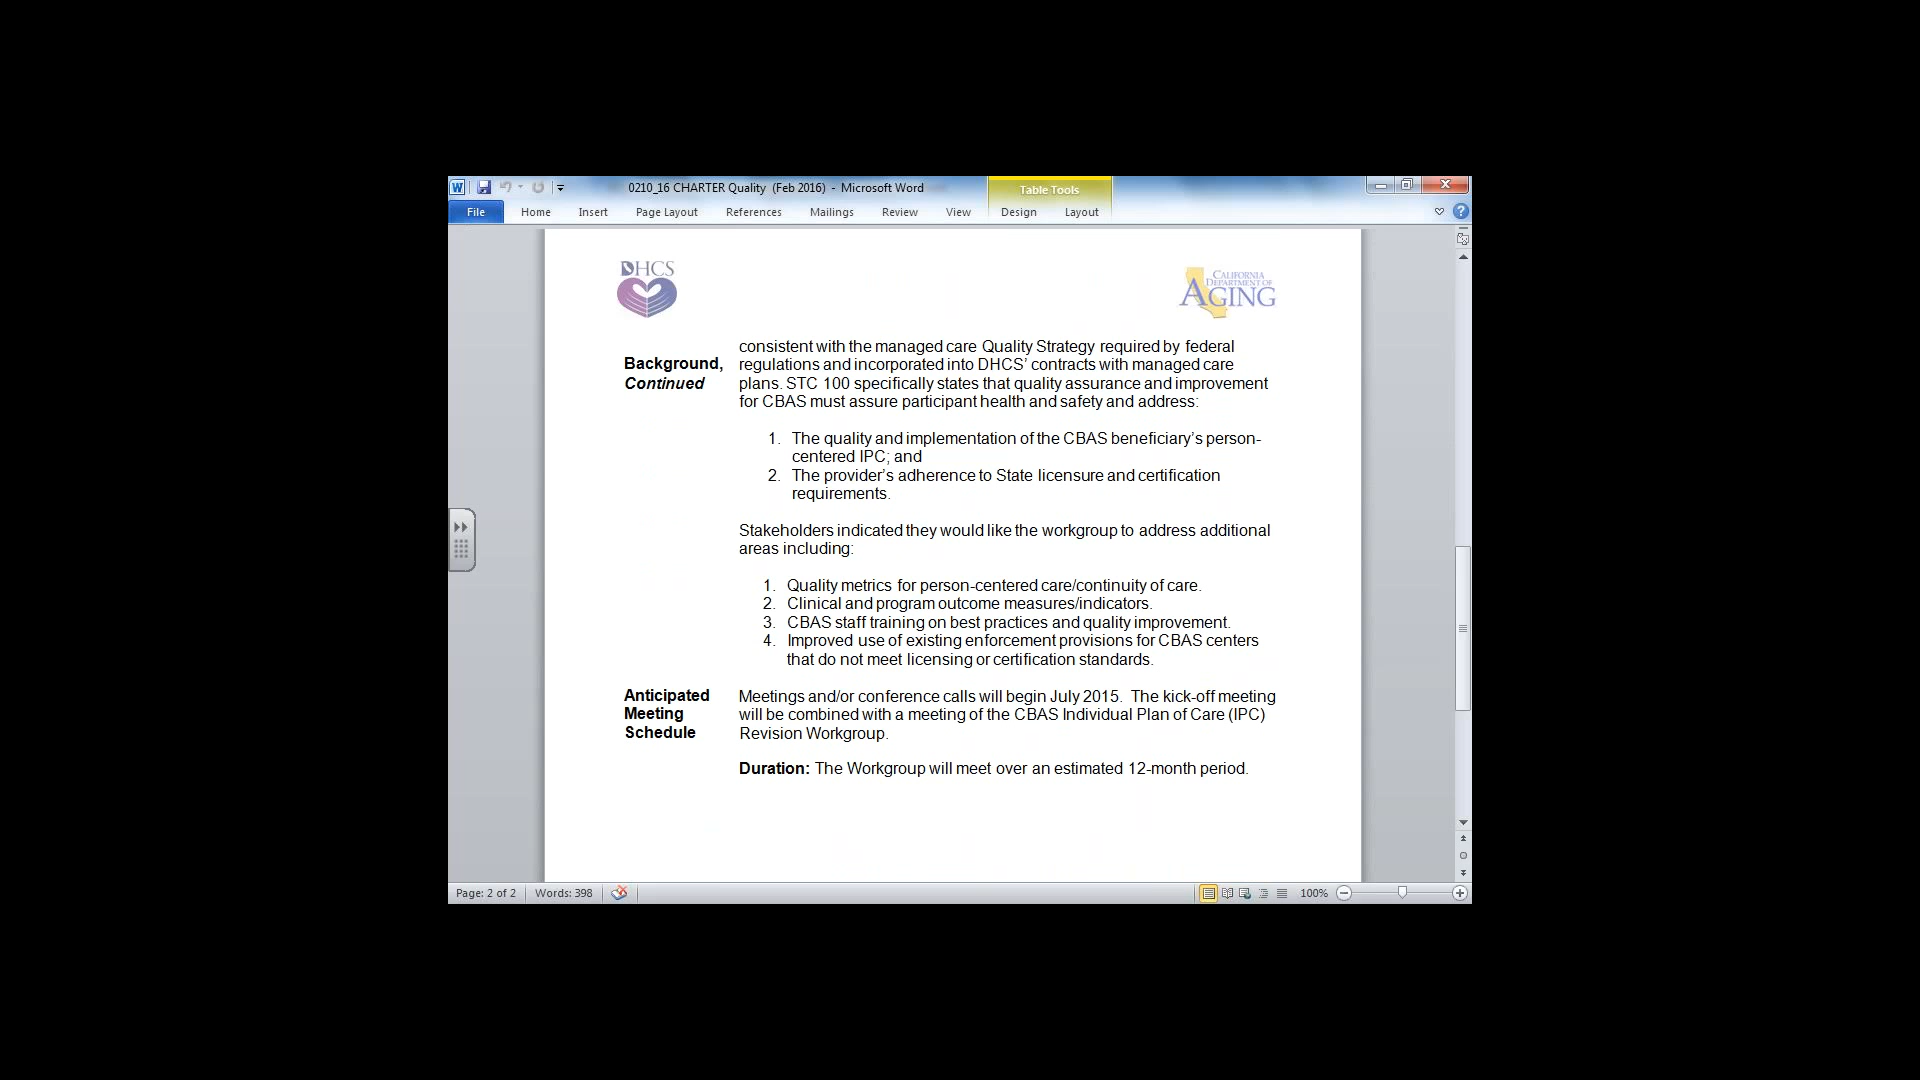 W
0210_16 CHARTER Quality (Feb 2016) - Microsoft Word
Table Tools
File Home Insert Page Layout References Mailings Review View Design Layout
DHCS
CALIFORNIA
DEPARTMENT OF
AGING
consistent with the managed care Quality Strategy required by federal
Background, regulations and incorporated into DHCS’ contracts with managed care
Continued plans. STC 100 specifically states that quality assurance and improvement
for CBAS must assure participant health and safety and address:
1. The quality and implementation of the CBAS beneficiary’s person-
centered IPC; and
2. The provider’s adherence to State licensure and certification
requirements.
Stakeholders indicated they would like the workgroup to address additional
areas including:
1. Quality metrics for person-centered care/continuity of care.
2. Clinical and program outcome measures/indicators.
3. CBAS staff training on best practices and quality improvement.
4. Improved use of existing enforcement provisions for CBAS centers
that do not meet licensing or certification standards.
Anticipated Meetings and/or conference calls will begin July 2015. The kick-off meeting
Meeting will be combined with a meeting of the CBAS Individual Plan of Care (IPC)
Schedule Revision Workgroup.
Duration: The Workgroup will meet over an estimated 12-month period.
Page: 2 of 2 Words: 398 100%